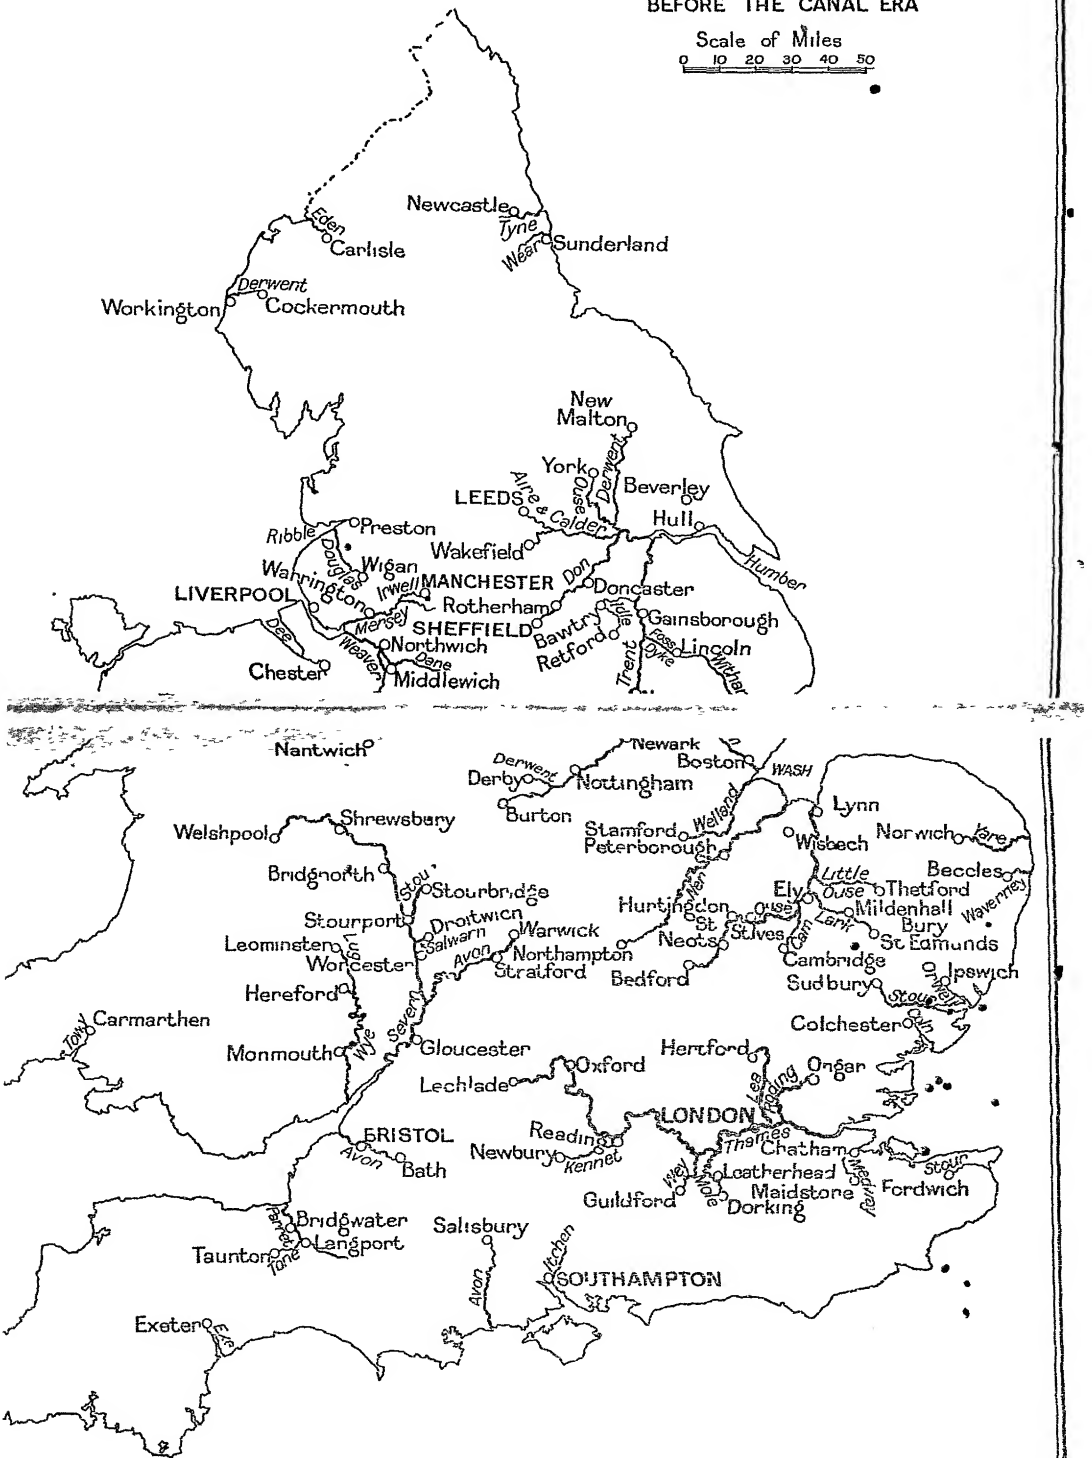 BEFORE THE CANAL ERA
Scale of Miles
0 10 20 30 40 50
Newcastle
Tyne
Eden
Carlisle
Wear
Sunderland
Derwent
Workington
Cockermouth
New
Malton
York
Derwent
Ouse
Beverley
LEEDS
Aire &
Calder
Hull
Ribble
Preston
Wakefield
Humber
Douglas
Wigan
Don
Warrington
Irwell
MANCHESTER
Doncaster
LIVERPOOL
Rotherham
Idle
Gainsborough
Mersey
SHEFFIELD
Bawtry
Retford
Dee
Weaver
Northwich
Foss
Dyke
Lincoln
Chester
Dane
Middlewich
Trent
Witham
Nantwich
Newark
Boston
WASH
Derwent
Derby
Nottingham
Burton
Welland
Lynn
Welshpool
Shrewsbury
Stamford
Peterborough
Wisbech
Norwich
Yare
Bridgnorth
Stour
Stourbridge
Nen
Little
Ouse
Thetford
Beccles
Waverney
Ely
Stourport
Droitwich
Huntingdon
Ouse
Mildenhall
Lark
Bury
St Edmunds
Leominster
Lugg
Salwarp
Warwick
St
Neots
St Ives
Cam
Worcester
Avon
Northampton
Stratford
Bedford
Cambridge
Sudbury
Orwell
Ipswich
Hereford
Stour
Carmarthen
Towy
Severn
Colchester
Coln
Monmouth
Wye
Gloucester
Hertford
Ongar
Lechlade
Oxford
Lea
Roding
LONDON
BRISTOL
Reading
Thames
Chatham
Avon
Bath
Newbury
Kennet
Wey
Leatherhead
Medway
Stour
Guildford
Mole
Maidstone
Fordwich
Dorking
Parret
Bridgwater
Salisbury
Langport
Taunton
Tone
Itchen
Avon
SOUTHAMPTON
Exeter
Exe